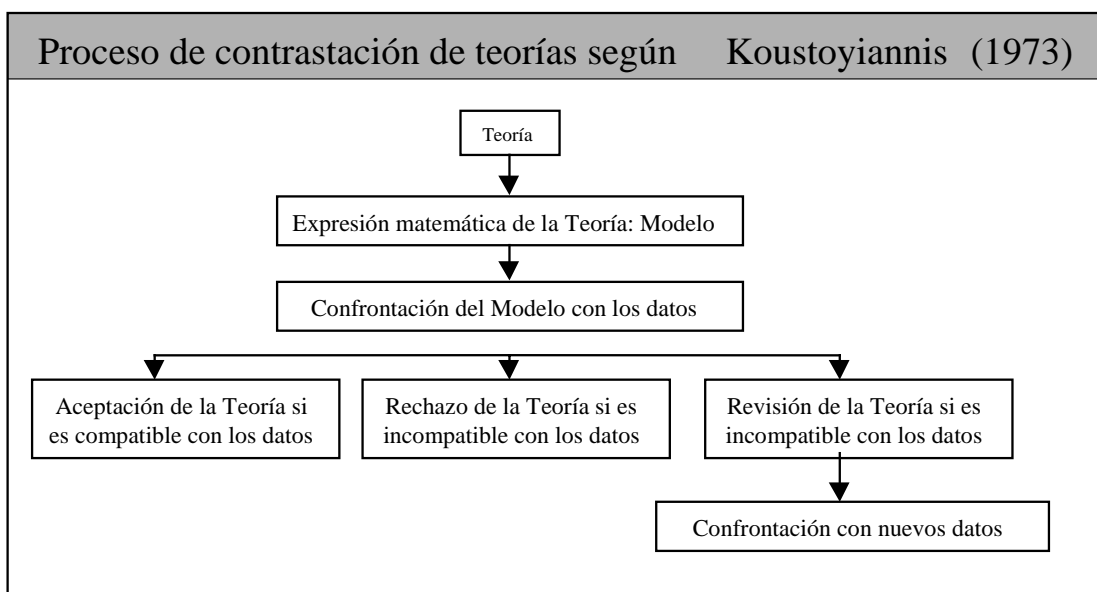 Proceso de contrastación de teorías según Koustoyiannis (1973)
Teoría
Expresión matemática de la Teoría: Modelo
Confrontación del Modelo con los datos
Aceptación de la Teoría si
es compatible con los datos
Rechazo de la Teoría si es
incompatible con los datos
Revisión de la Teoría si es
incompatible con los datos
Confrontación con nuevos datos